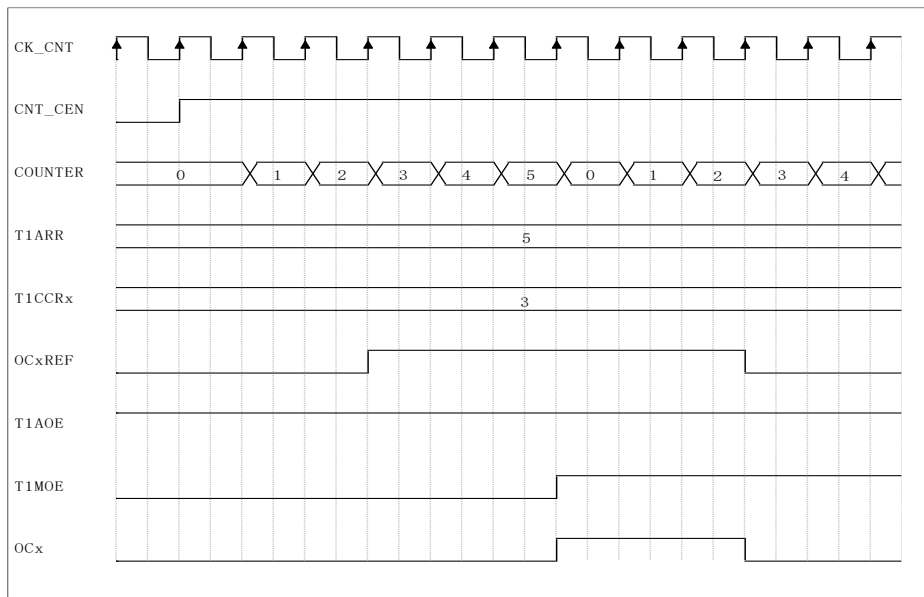 CK_CNT
CNT_CEN
COUNTER 0 1 2 3 4 5 0 1 2 3 4
T1ARR 5
T1CCRx 3
OCxREF
T1AOE
T1MOE
OCx